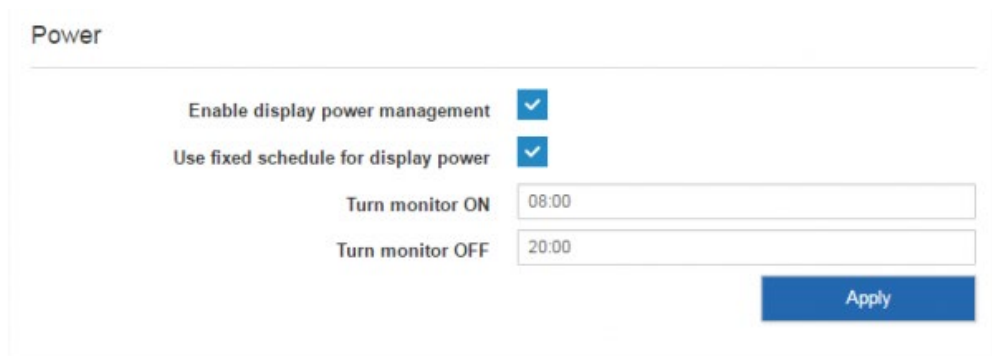 Power
Enable display power management
Use fixed schedule for display power
Turn monitor ON 08:00
Turn monitor OFF 20:00
Apply